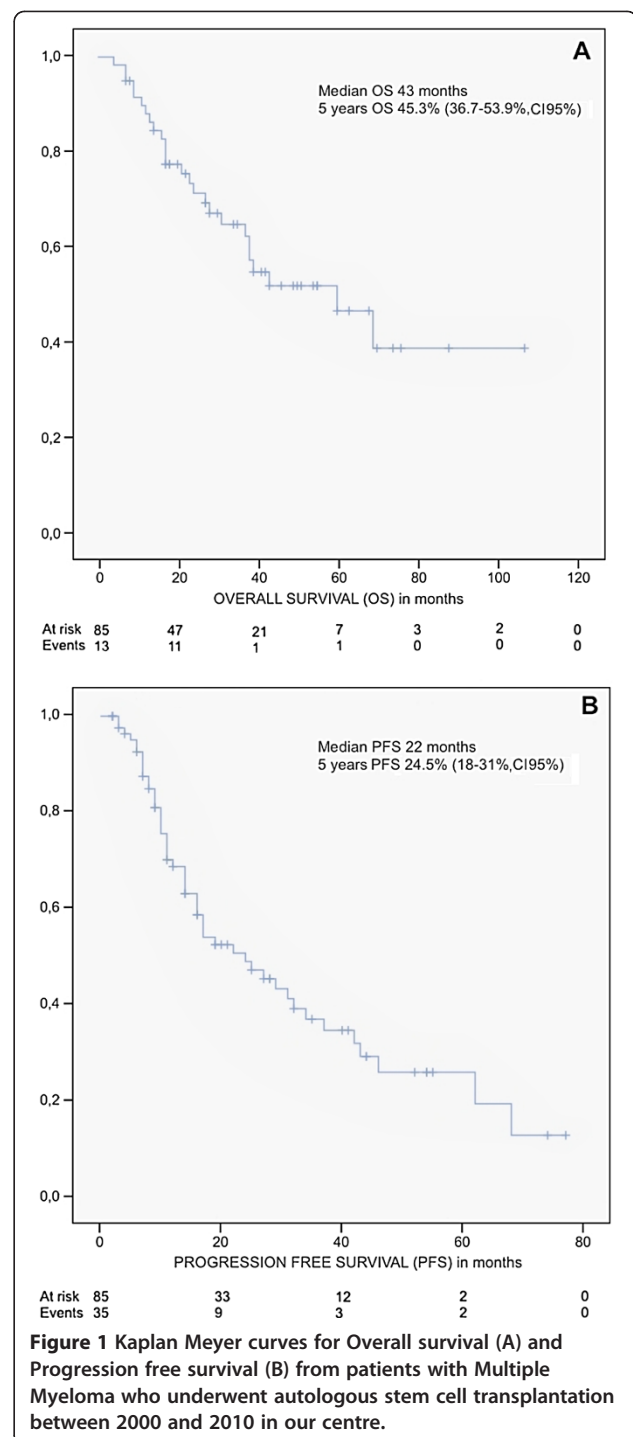 A
1,0
Median OS 43 months
5 years OS 45.3% (36.7-53.9%,CI95%)
0,8
0,6
0,4
0,2
0,0
0 20 40 60 80 100 120
OVERALL SURVIVAL (OS) in months
At risk 85 47 21 7 3 2 0
Events 13 11 1 1 0 0 0
B
1,0
Median PFS 22 months
5 years PFS 24.5% (18-31%,CI95%)
0,8
0,6
0,4
0,2
0,0
0 20 40 60 80
PROGRESSION FREE SURVIVAL (PFS) in months
At risk 85 33 12 2 0
Events 35 9 3 2 0
Figure 1 Kaplan Meyer curves for Overall survival (A) and
Progression free survival (B) from patients with Multiple
Myeloma who underwent autologous stem cell transplantation
between 2000 and 2010 in our centre.